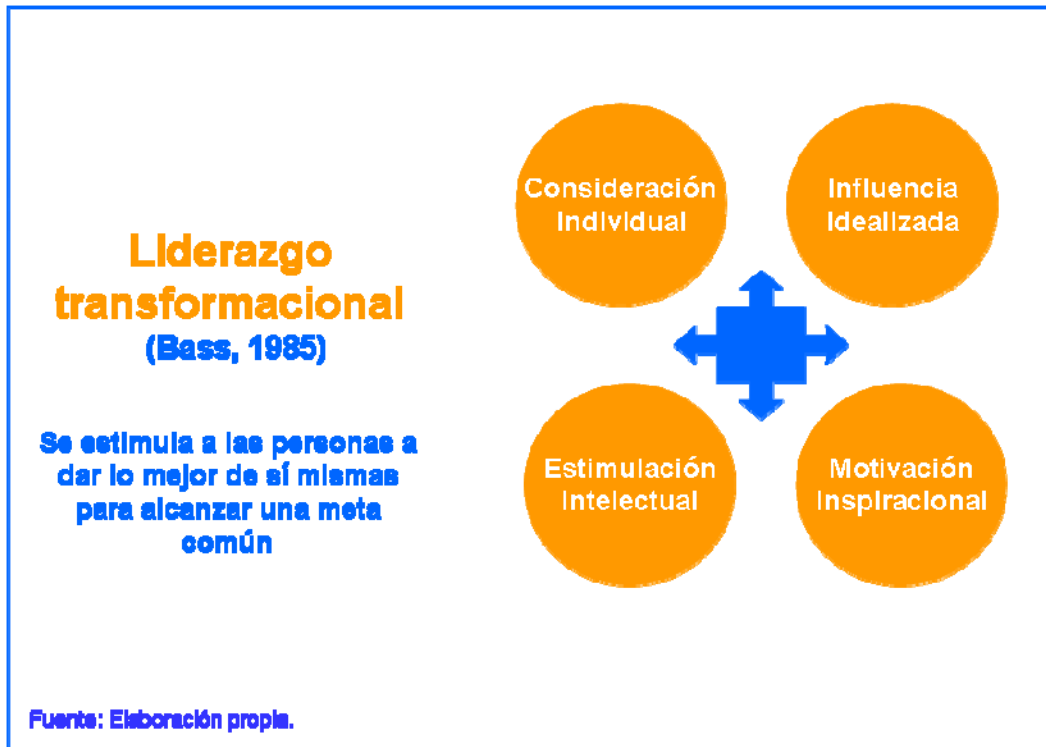 Liderazgo
transformacional
(Bass, 1985)
Se estimula a las personas a
dar lo mejor de sí mismas
para alcanzar una meta
común
Consideración
Individual
Influencia
Idealizada
Estimulación
Intelectual
Motivación
Inspiracional
Fuente: Elaboración propia.